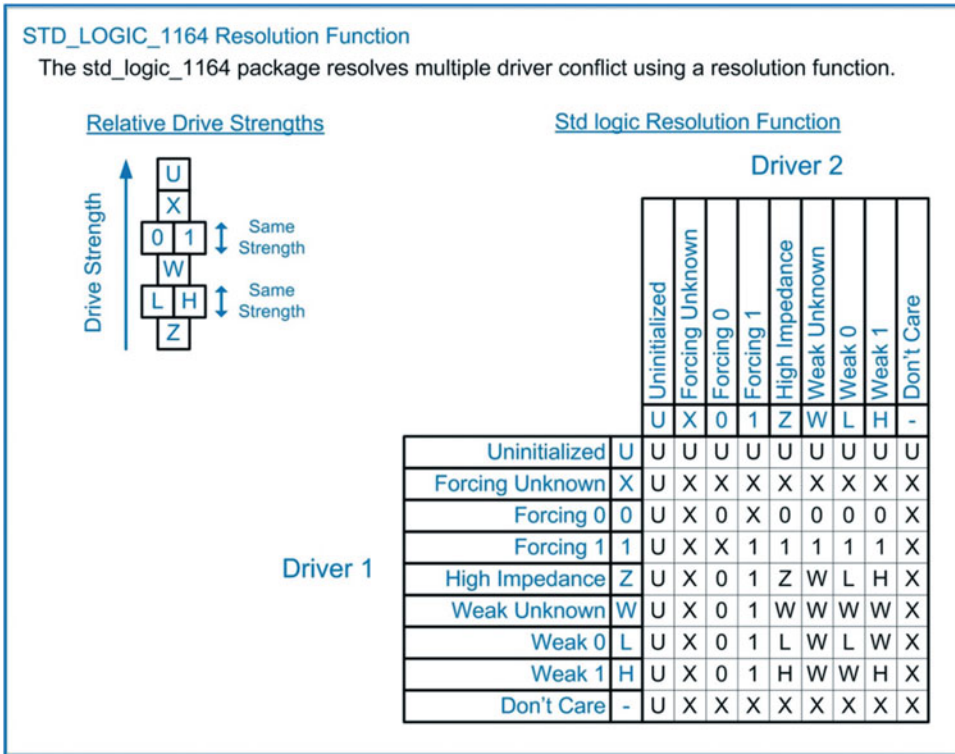 STD_LOGIC_1164 Resolution Function
The std_logic_1164 package resolves multiple driver conflict using a resolution function.
Relative Drive Strengths
Drive Strength
U
X
0 1 Same Strength
W
L H Same Strength
Z
Std logic Resolution Function
Driver 2
Uninitialized
Forcing Unknown
Forcing 0
Forcing 1
High Impedance
Weak Unknown
Weak 0
Weak 1
Don't Care
U X 0 1 Z W L H -
Driver 1
Uninitialized U U U U U U U U U U
Forcing Unknown X U X X X X X X X X
Forcing 0 0 U X 0 X 0 0 0 0 X
Forcing 1 1 U X X 1 1 1 1 1 X
High Impedance Z U X 0 1 Z W L H X
Weak Unknown W U X 0 1 W W W W X
Weak 0 L U X 0 1 L W L W X
Weak 1 H U X 0 1 H W W H X
Don't Care - U X X X X X X X X